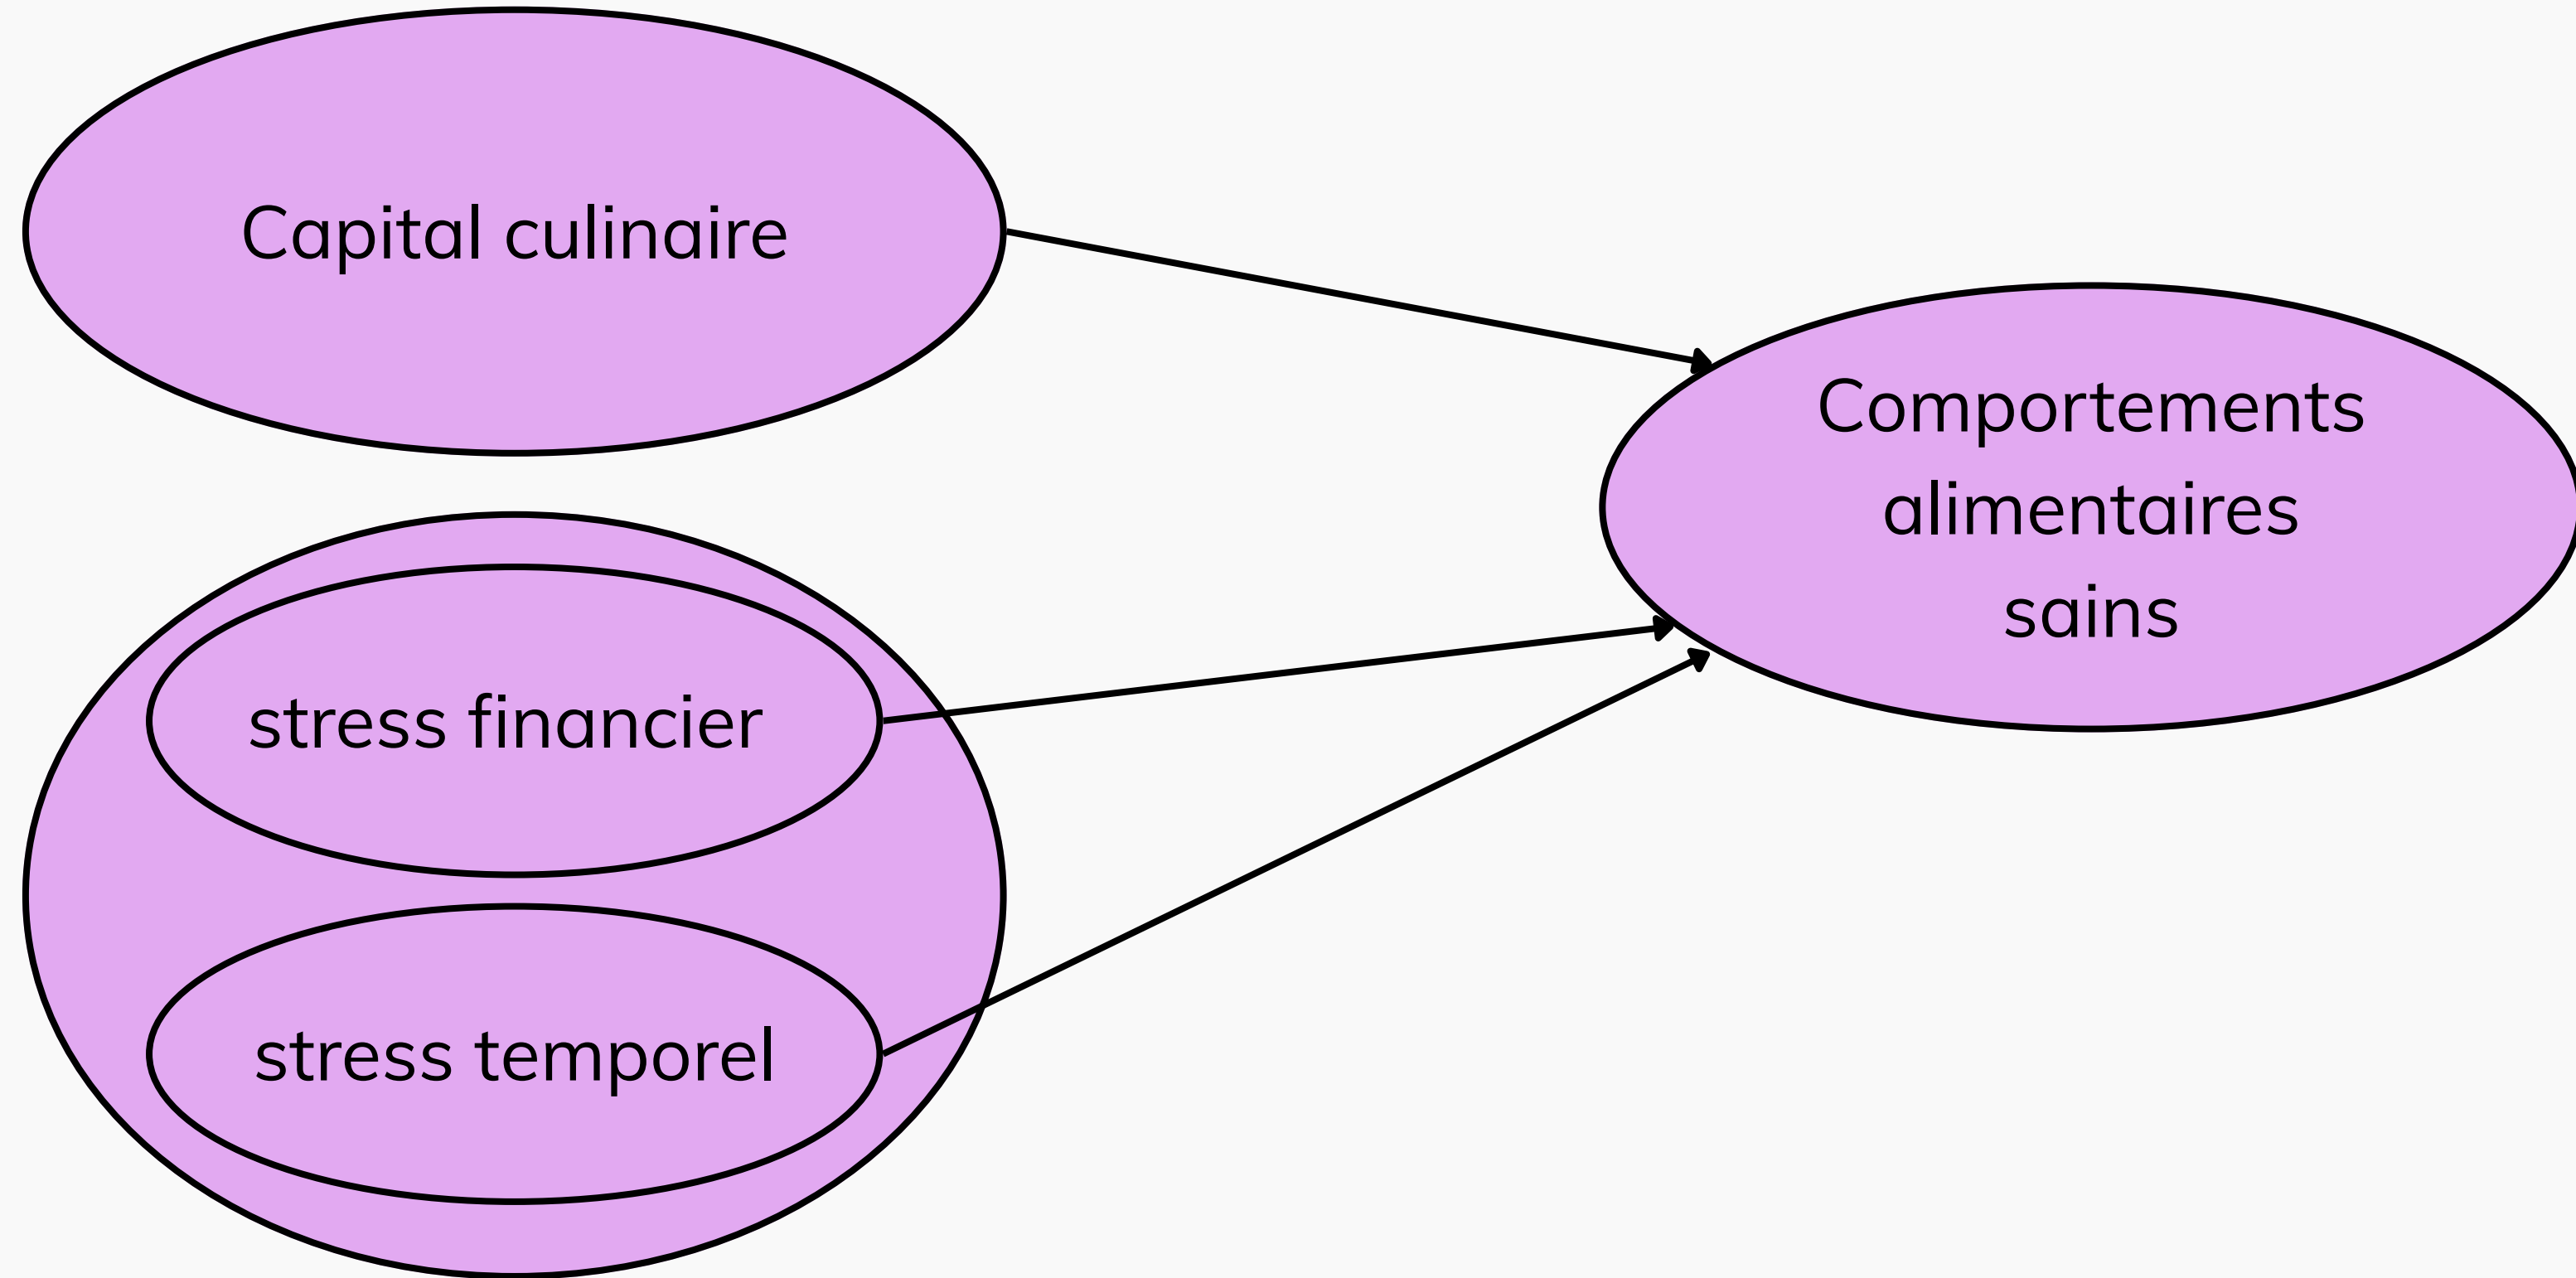 Capital culinaire
Comportements
alimentaires
sains
stress financier
stress temporel